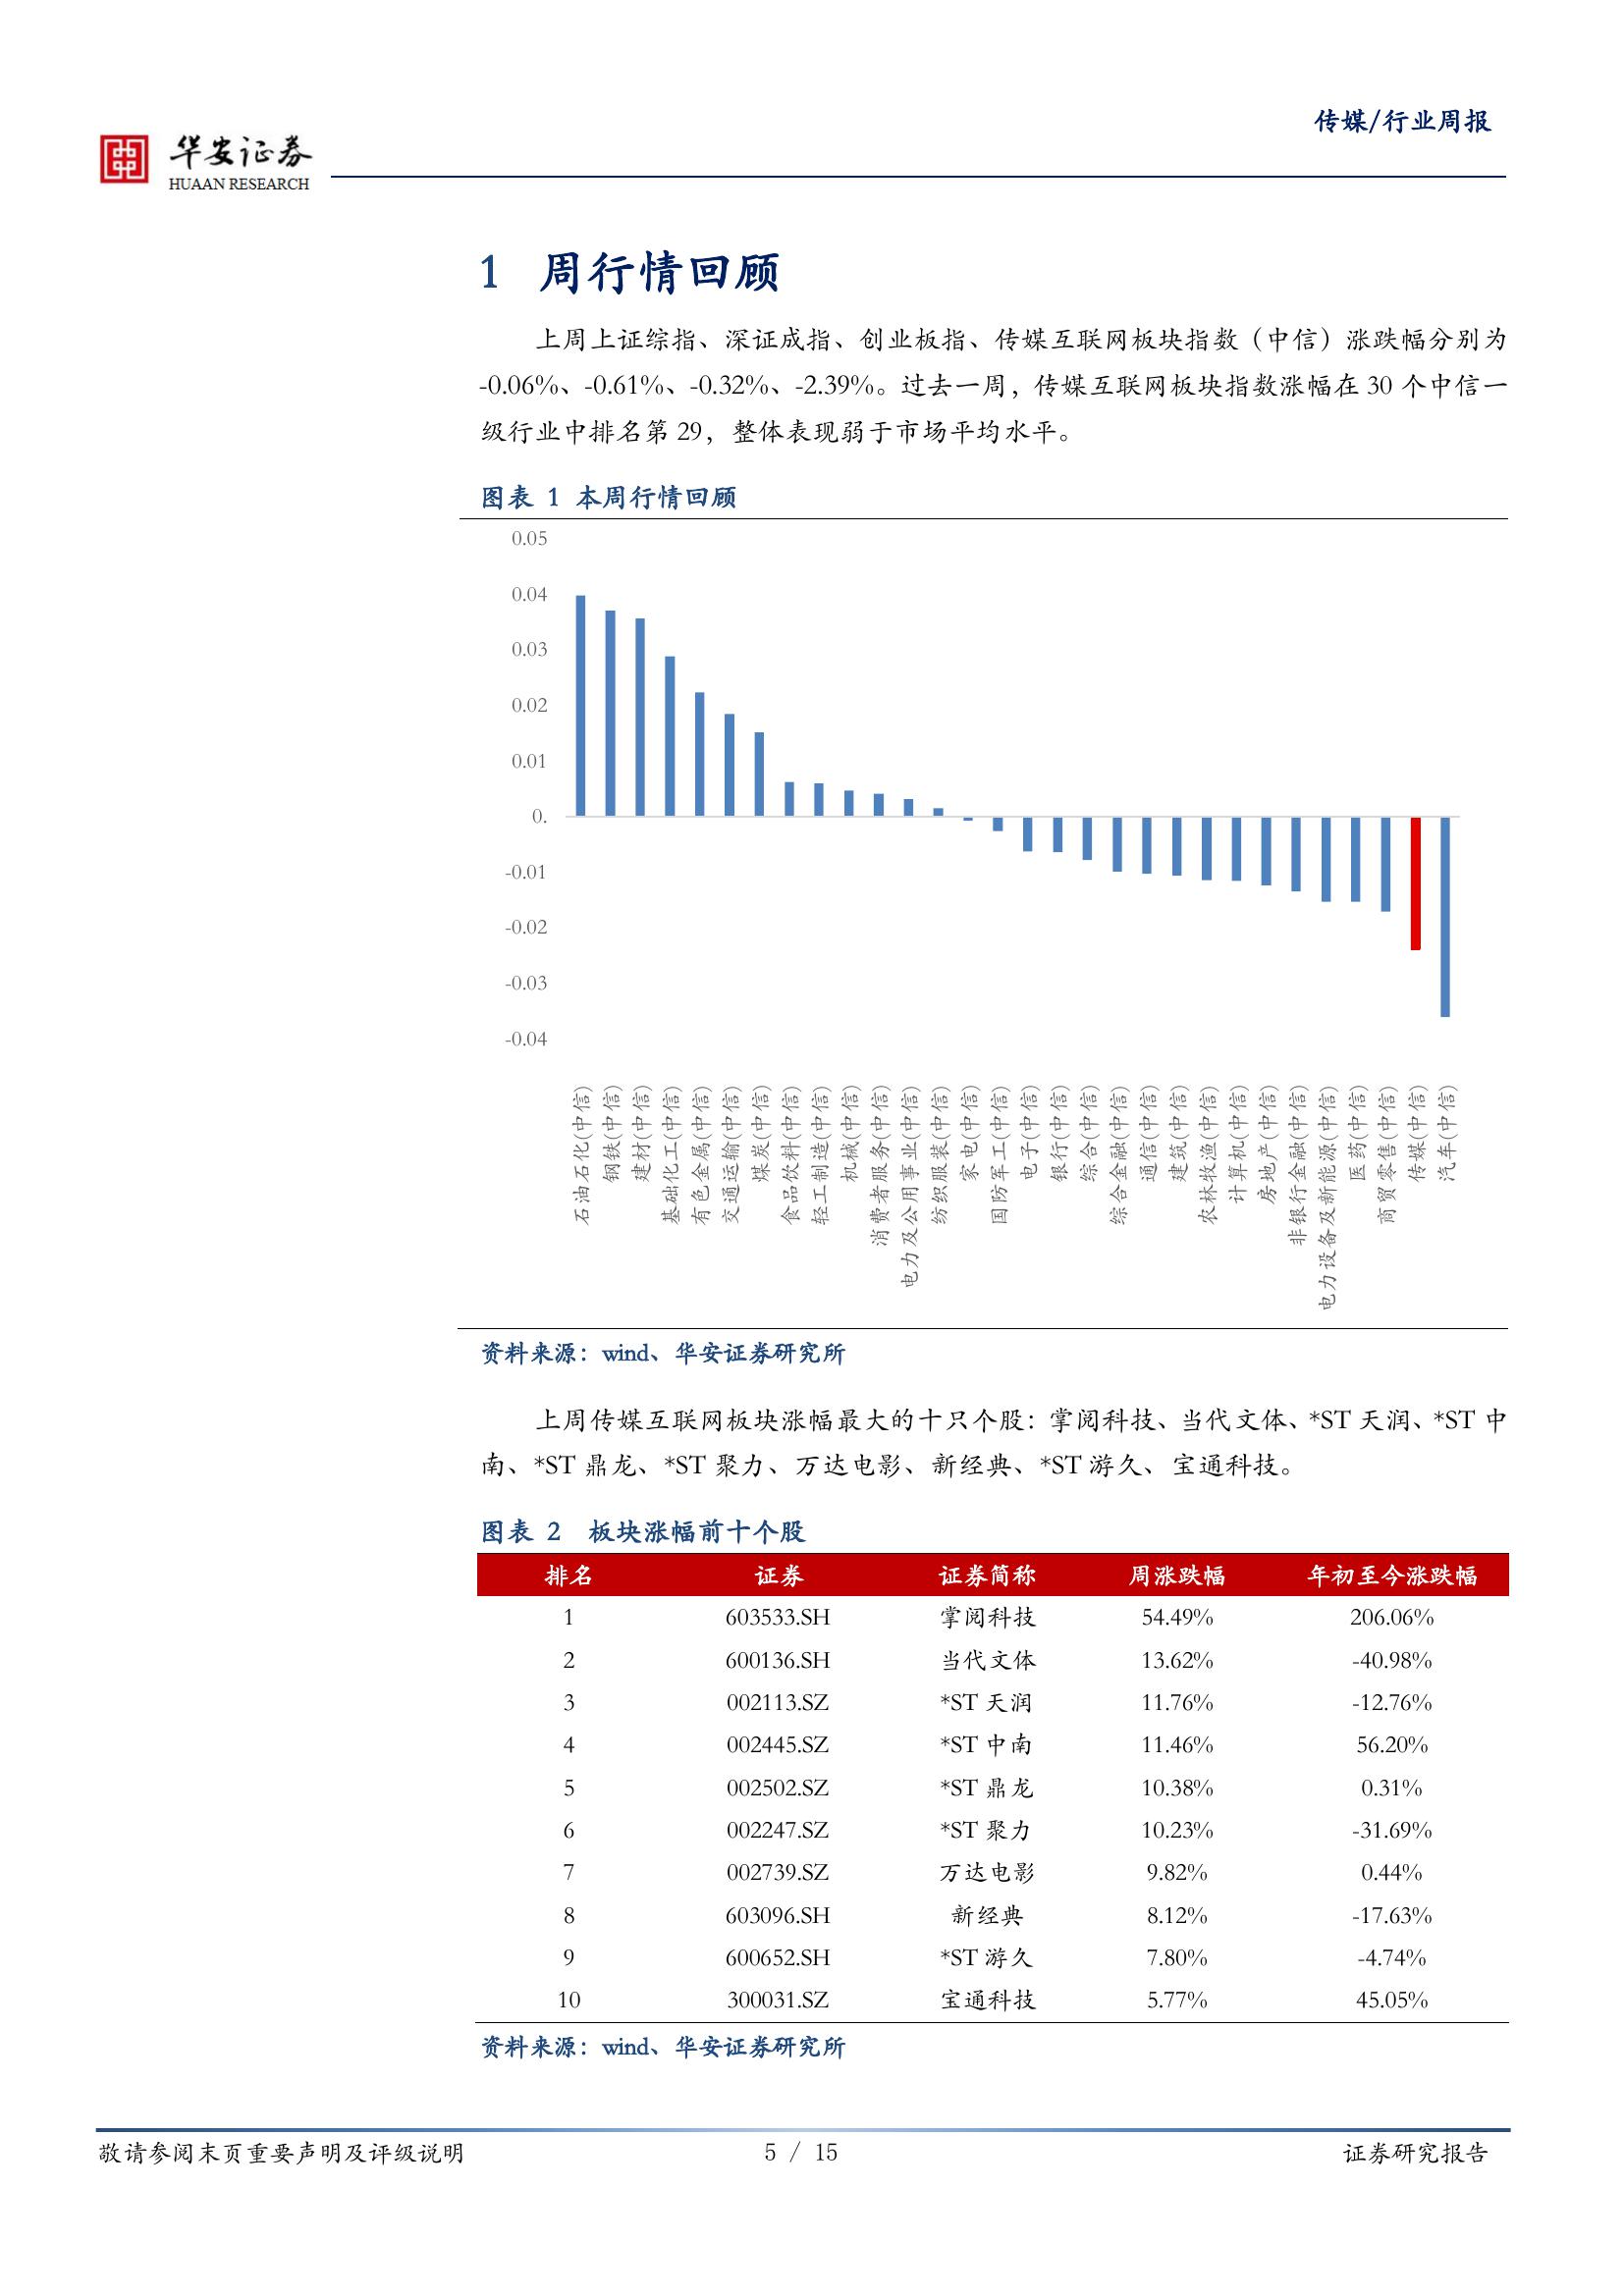 传媒/行业周报
华安证券
HUAAN RESEARCH
1 周行情回顾
上周上证综指、深证成指、创业板指、传媒互联网板块指数（中信）涨跌幅分别为
-0.06%、-0.61%、-0.32%、-2.39%。过去一周，传媒互联网板块指数涨幅在 30 个中信一
级行业中排名第 29，整体表现弱于市场平均水平。
图表 1 本周行情回顾
0.05
0.04
0.03
0.02
0.01
0.
-0.01
-0.02
-0.03
-0.04
石油石化(中信)
钢铁(中信)
建材(中信)
基础化工(中信)
有色金属(中信)
交通运输(中信)
煤炭(中信)
食品饮料(中信)
轻工制造(中信)
机械(中信)
消费者服务(中信)
电力及公用事业(中信)
纺织服装(中信)
家电(中信)
国防军工(中信)
电子(中信)
银行(中信)
综合(中信)
综合金融(中信)
通信(中信)
建筑(中信)
农林牧渔(中信)
计算机(中信)
房地产(中信)
非银行金融(中信)
电力设备及新能源(中信)
医药(中信)
商贸零售(中信)
传媒(中信)
汽车(中信)
资料来源：wind、华安证券研究所
上周传媒互联网板块涨幅最大的十只个股：掌阅科技、当代文体、*ST 天润、*ST 中
南、*ST 鼎龙、*ST 聚力、万达电影、新经典、*ST 游久、宝通科技。
图表 2 板块涨幅前十个股
排名 证券 证券简称 周涨跌幅 年初至今涨跌幅
1 603533.SH 掌阅科技 54.49% 206.06%
2 600136.SH 当代文体 13.62% -40.98%
3 002113.SZ *ST 天润 11.76% -12.76%
4 002445.SZ *ST 中南 11.46% 56.20%
5 002502.SZ *ST 鼎龙 10.38% 0.31%
6 002247.SZ *ST 聚力 10.23% -31.69%
7 002739.SZ 万达电影 9.82% 0.44%
8 603096.SH 新经典 8.12% -17.63%
9 600652.SH *ST 游久 7.80% -4.74%
10 300031.SZ 宝通科技 5.77% 45.05%
资料来源：wind、华安证券研究所
敬请参阅末页重要声明及评级说明 5 / 15 证券研究报告